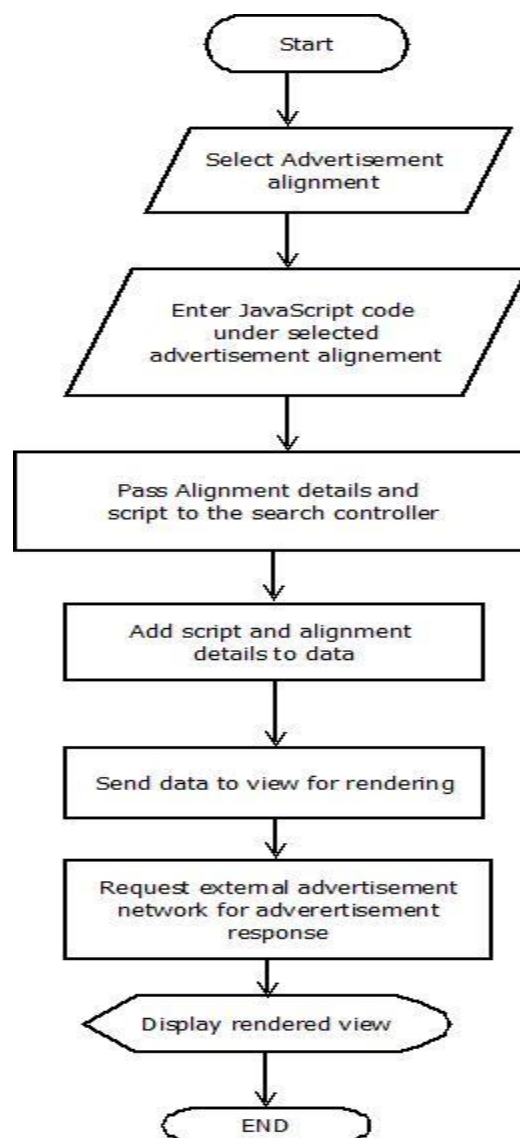 Start
Select Advertisement
alignment
Enter JavaScript code
under selected
advertisement alignement
Pass Alignment details and
script to the search controller
Add script and alignment
details to data
Send data to view for rendering
Request external advertisement
network for adverertisement
response
Display rendered view
END